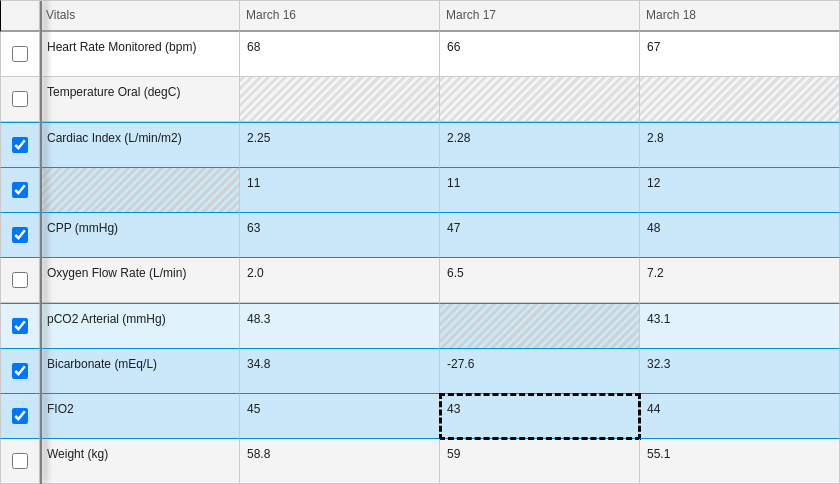 Vitals March 16 March 17 March 18
Heart Rate Monitored (bpm) 68 66 67
Temperature Oral (degC)
Cardiac Index (L/min/m2) 2.25 2.28 2.8
11 11 12
CPP (mmHg) 63 47 48
Oxygen Flow Rate (L/min) 2.0 6.5 7.2
pCO2 Arterial (mmHg) 48.3 43.1
Bicarbonate (mEq/L) 34.8 -27.6 32.3
FIO2 45 43 44
Weight (kg) 58.8 59 55.1